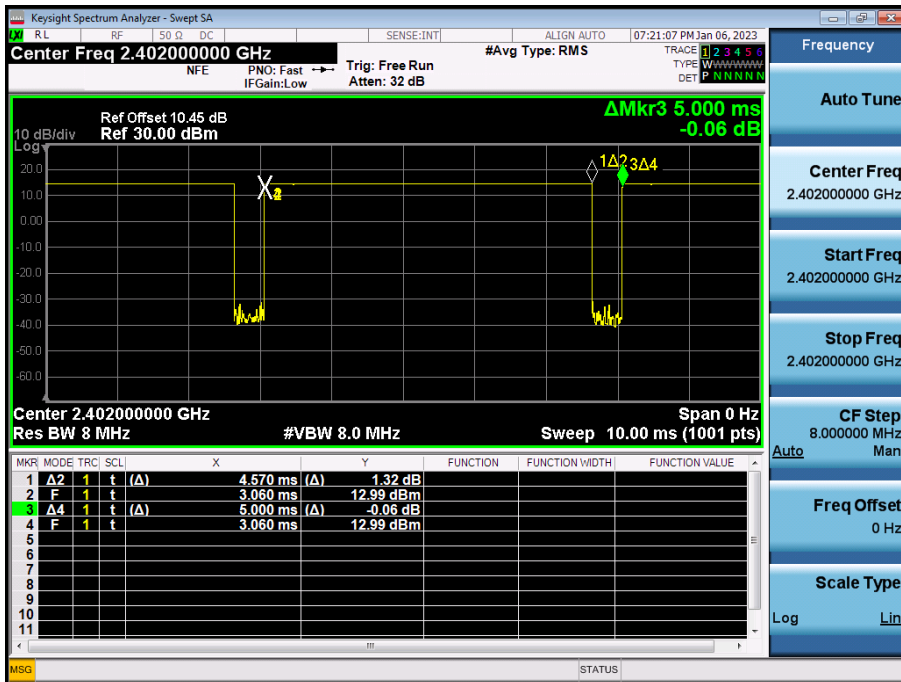 Keysight Spectrum Analyzer - Swept SA
LXI RL RF 50 Ω DC SENSE:INT ALIGN AUTO 07:21:07 PM Jan 06, 2023
Center Freq 2.402000000 GHz #Avg Type: RMS TRACE 1 2 3 4 5 6
NFE PNO: Fast Trig: Free Run TYPE WWWWWWW
IFGain:Low Atten: 32 dB DET P N N N N N
Frequency
Auto Tune
Center Freq
2.402000000 GHz
Start Freq
2.402000000 GHz
Stop Freq
2.402000000 GHz
CF Step
8.000000 MHz
Auto Man
Freq Offset
0 Hz
Scale Type
Log Lin
Ref Offset 10.45 dB ΔMkr3 5.000 ms
10 dB/div Ref 30.00 dBm -0.06 dB
Log
1Δ2 3Δ4
20.0
10.0
0.00
-10.0
-20.0
-30.0
-40.0
-50.0
-60.0
Center 2.402000000 GHz Span 0 Hz
Res BW 8 MHz #VBW 8.0 MHz Sweep 10.00 ms (1001 pts)
MKR MODE TRC SCL X Y FUNCTION FUNCTION WIDTH FUNCTION VALUE
1 Δ2 1 t (Δ) 4.570 ms (Δ) 1.32 dB
2 F 1 t 3.060 ms 12.99 dBm
3 Δ4 1 t (Δ) 5.000 ms (Δ) -0.06 dB
4 F 1 t 3.060 ms 12.99 dBm
5
6
7
8
9
10
11
MSG STATUS